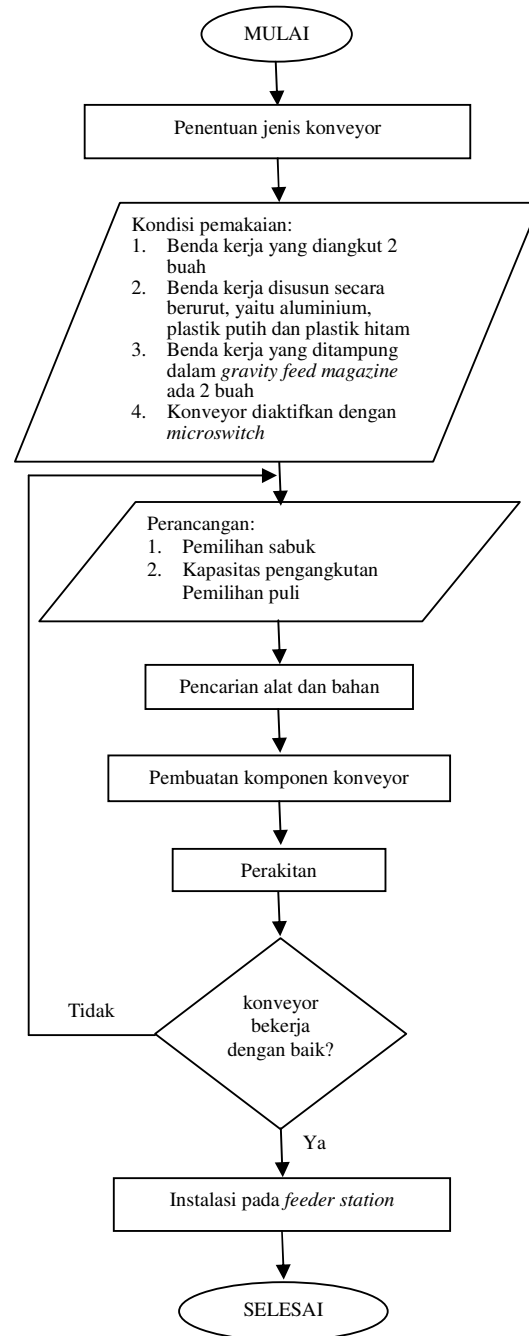 MULAI
Penentuan jenis konveyor
Kondisi pemakaian:
1. Benda kerja yang diangkut 2
buah
2. Benda kerja disusun secara
berurut, yaitu aluminium,
plastik putih dan plastik hitam
3. Benda kerja yang ditampung
dalam gravity feed magazine
ada 2 buah
4. Konveyor diaktifkan dengan
microswitch
Perancangan:
1. Pemilihan sabuk
2. Kapasitas pengangkutan
Pemilihan puli
Pencarian alat dan bahan
Pembuatan komponen konveyor
Perakitan
konveyor
bekerja
dengan baik?
Tidak
Ya
Instalasi pada feeder station
SELESAI